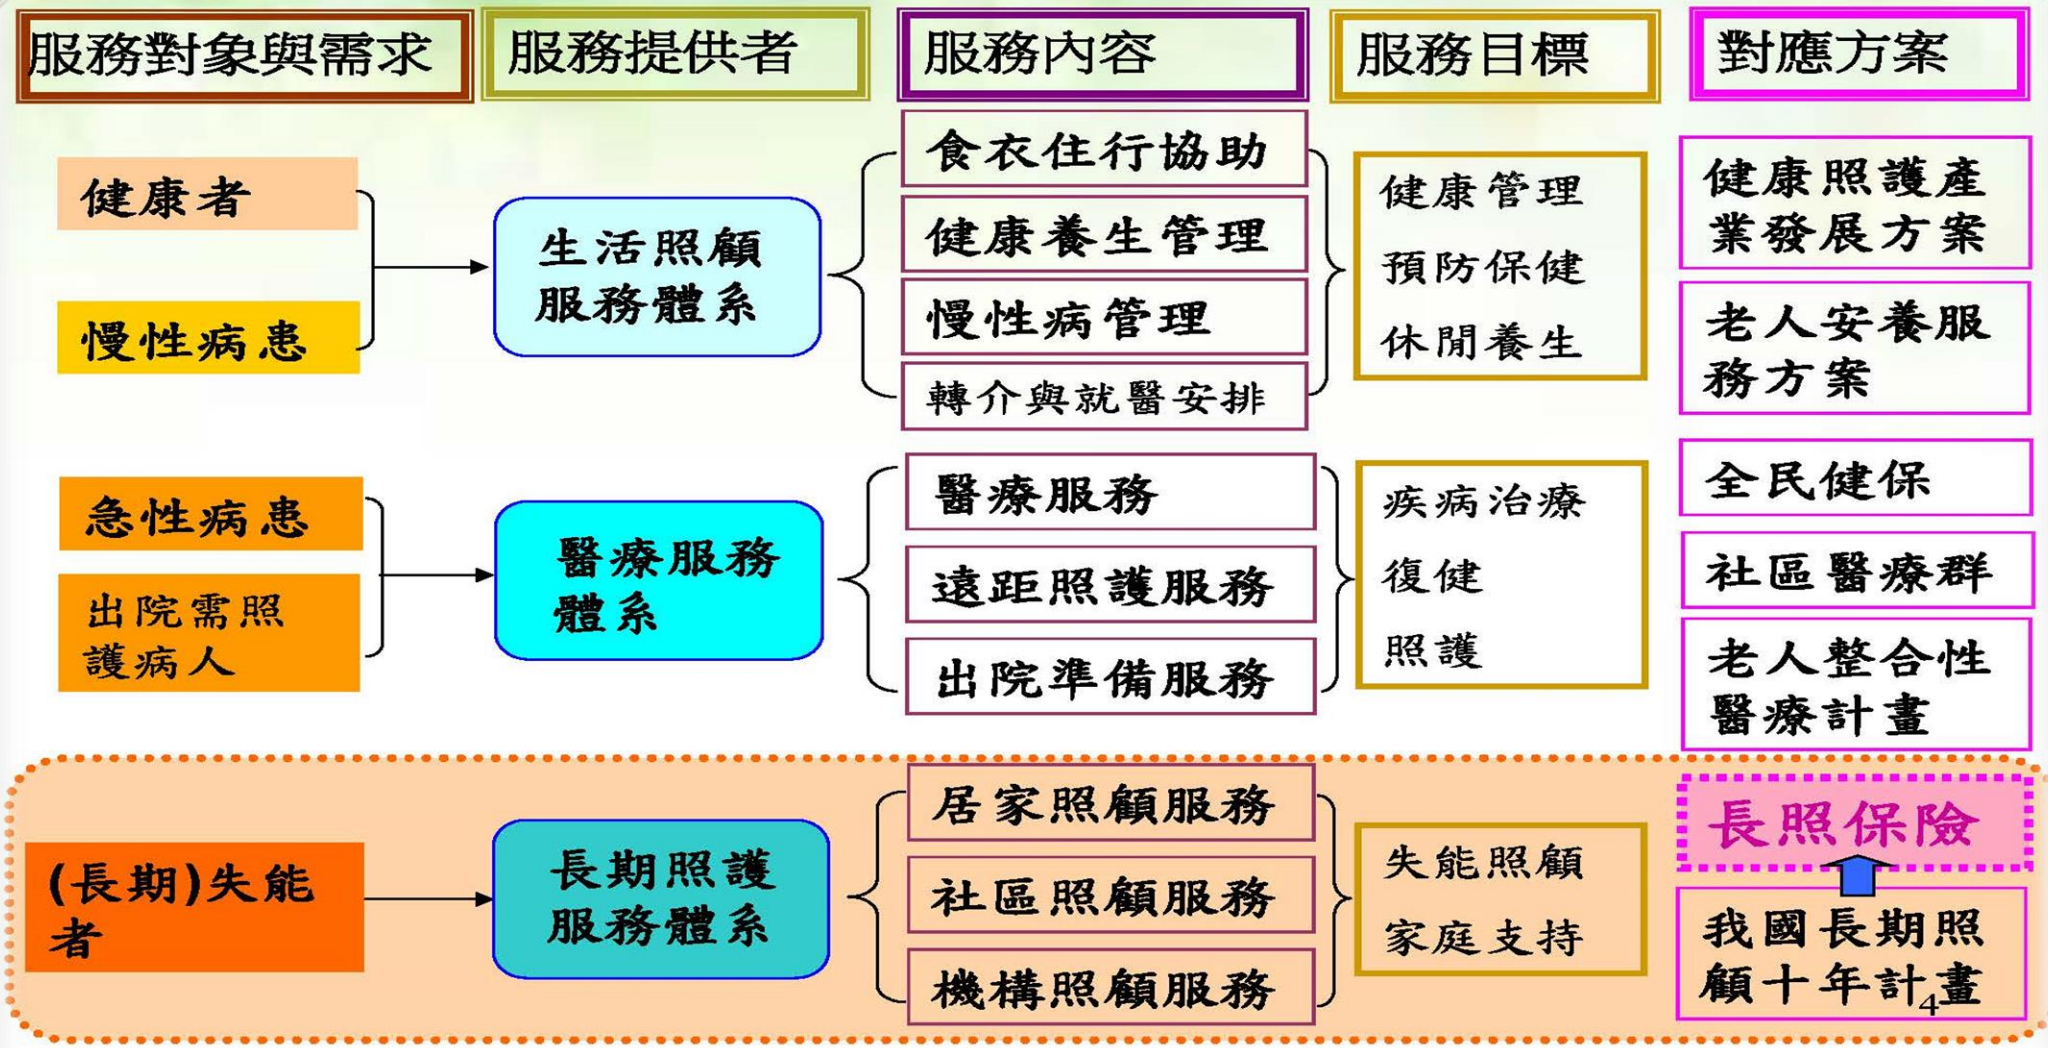 服務對象與需求
服務提供者
服務內容
服務目標
對應方案
健康者
慢性病患
生活照顧
服務體系
食衣住行協助
健康養生管理
慢性病管理
轉介與就醫安排
健康管理
預防保健
休閒養生
健康照護產
業發展方案
老人安養服
務方案
急性病患
出院需照
護病人
醫療服務
體系
醫療服務
遠距照護服務
出院準備服務
疾病治療
復健
照護
全民健保
社區醫療群
老人整合性
醫療計畫
(長期)失能
者
長期照護
服務體系
居家照顧服務
社區照顧服務
機構照顧服務
失能照顧
家庭支持
長照保險
我國長期照
顧十年計畫
4